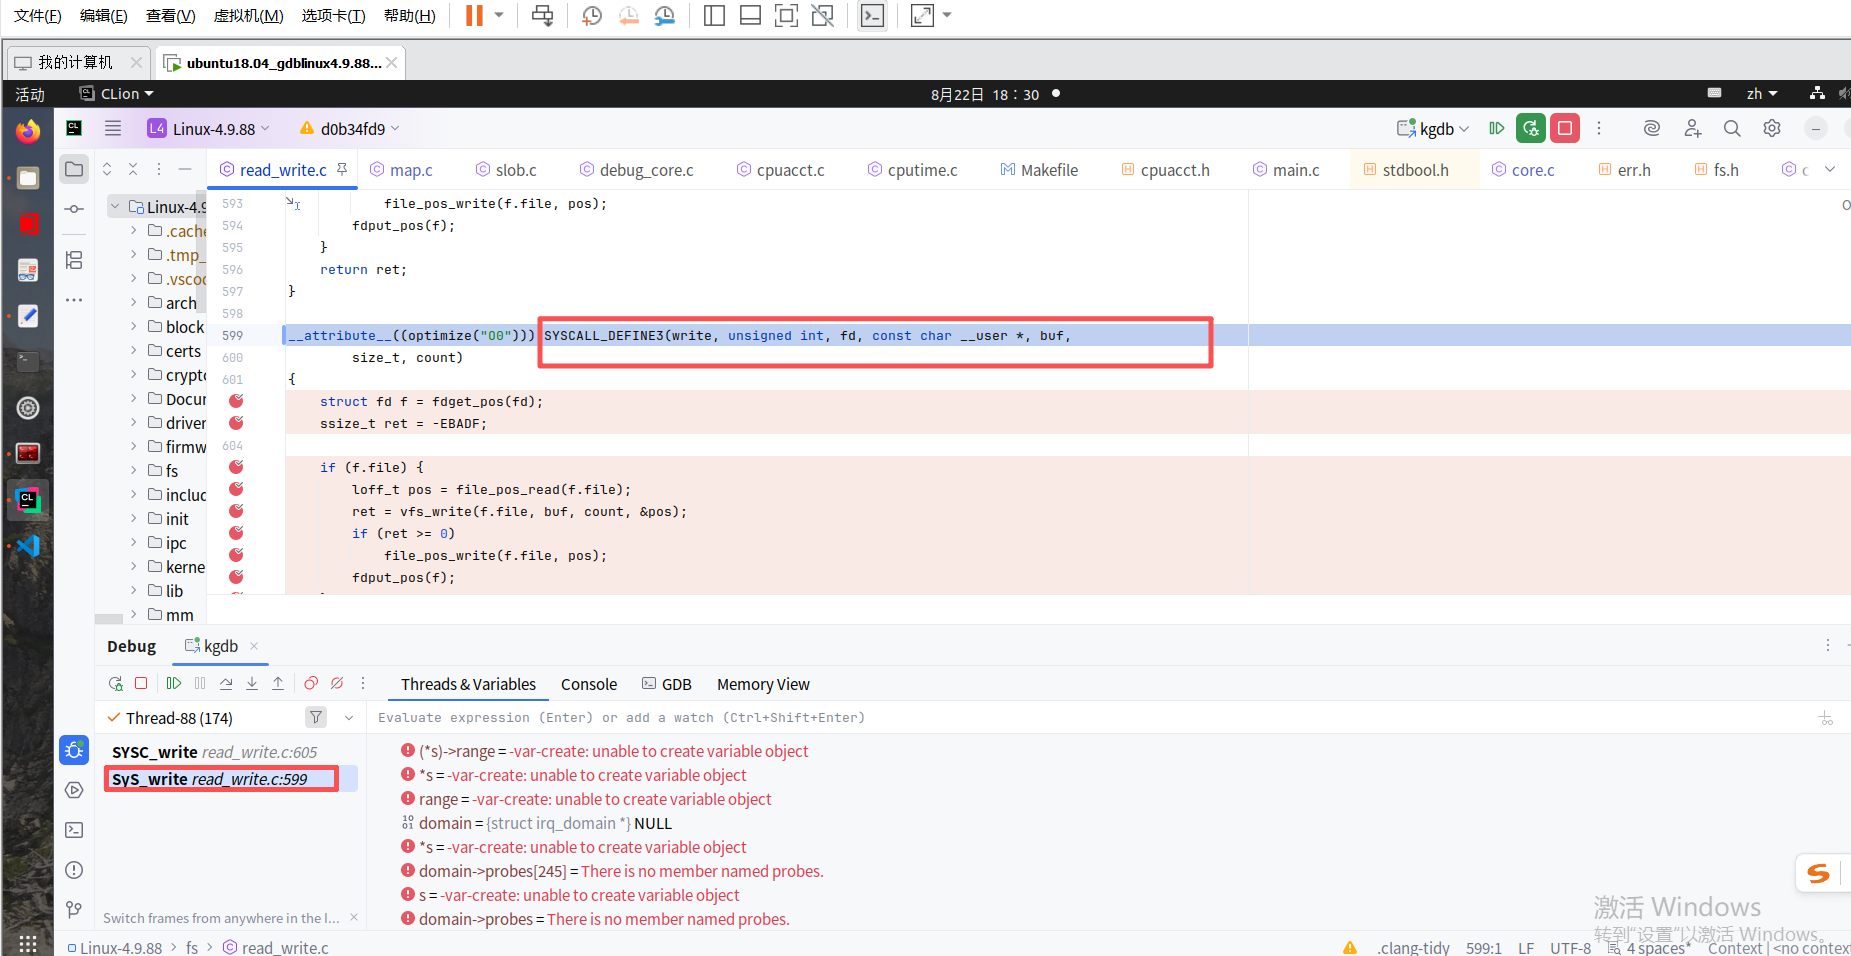 文件(F) 编辑(E) 查看(V) 虚拟机(M) 选项卡(T) 帮助(H)
我的计算机 ubuntu18.04_gdblinux4.9.88...
活动 CLion 8月22日 18：30 zh
L4 Linux-4.9.88 d0b34fd9 kgdb
read_write.c map.c slob.c debug_core.c cpuacct.c cputime.c Makefile cpuacct.h main.c stdbool.h core.c err.h fs.h c
Linux-4.9
.cache
.tmp_
.vscod
arch
block
certs
crypto
Docur
driver
firmw
fs
includ
init
ipc
kerne
lib
mm
593 file_pos_write(f.file, pos);
594 fdput_pos(f);
595 }
596 return ret;
597 }
598
599 __attribute__((optimize("O0"))) SYSCALL_DEFINE3(write, unsigned int, fd, const char __user *, buf,
600 size_t, count)
601 {
struct fd f = fdget_pos(fd);
ssize_t ret = -EBADF;
604
if (f.file) {
loff_t pos = file_pos_read(f.file);
ret = vfs_write(f.file, buf, count, &pos);
if (ret >= 0)
file_pos_write(f.file, pos);
fdput_pos(f);
Debug kgdb
Threads & Variables Console GDB Memory View
Thread-88 (174)
Evaluate expression (Enter) or add a watch (Ctrl+Shift+Enter)
SYSC_write read_write.c:605
SyS_write read_write.c:599
(*s)->range = -var-create: unable to create variable object
*s = -var-create: unable to create variable object
range = -var-create: unable to create variable object
domain = {struct irq_domain *} NULL
*s = -var-create: unable to create variable object
domain->probes[245] = There is no member named probes.
s = -var-create: unable to create variable object
domain->probes = There is no member named probes.
Switch frames from anywhere in the I...
激活 Windows
转到"设置"以激活 Windows。
Linux-4.9.88 > fs > read_write.c
.clang-tidy 599:1 LF UTF-8 4 spaces* Context | <no contex